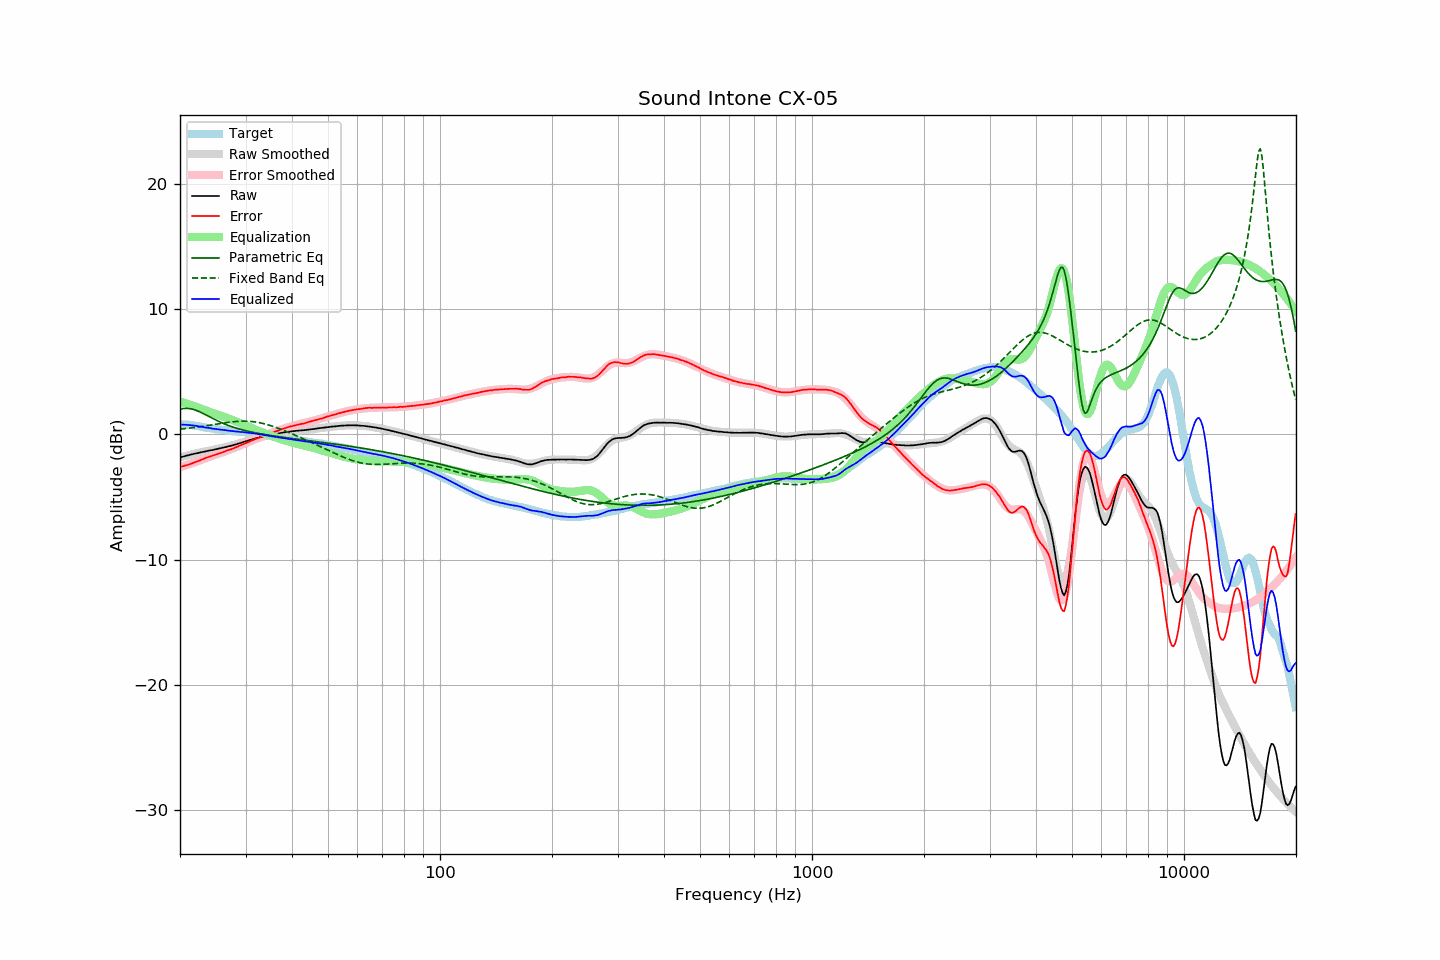 Sound Intone CX-05
Target
Raw Smoothed
Error Smoothed
Raw
Error
Equalization
Parametric Eq
Fixed Band Eq
Equalized
20
10
0
−10
−20
−30
Amplitude (dBr)
100
1000
10000
Frequency (Hz)